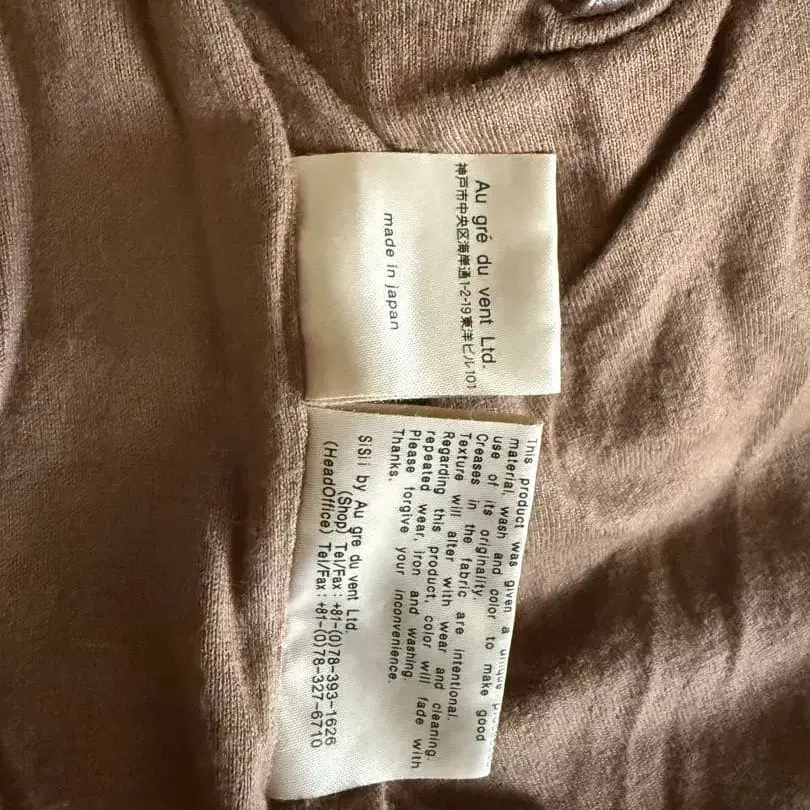 Au gré du vent Ltd.
神戸市中央区海岸通1-2-19東洋ビル101
made in japan
This product was given a unique
material, wash and color to make good
use of its originality.
Creases in the fabric are intentional.
Texture will alter with wear and cleaning.
Regarding this product, color will fade with
repeated wear, iron and washing.
Please forgive your inconvenience.
Thanks.
SiSii by Au gre du vent Ltd.
(Shop) Tel/Fax: +81-(0)78-393-1626
(HeadOffice) Tel/Fax: +81-(0)78-327-6710